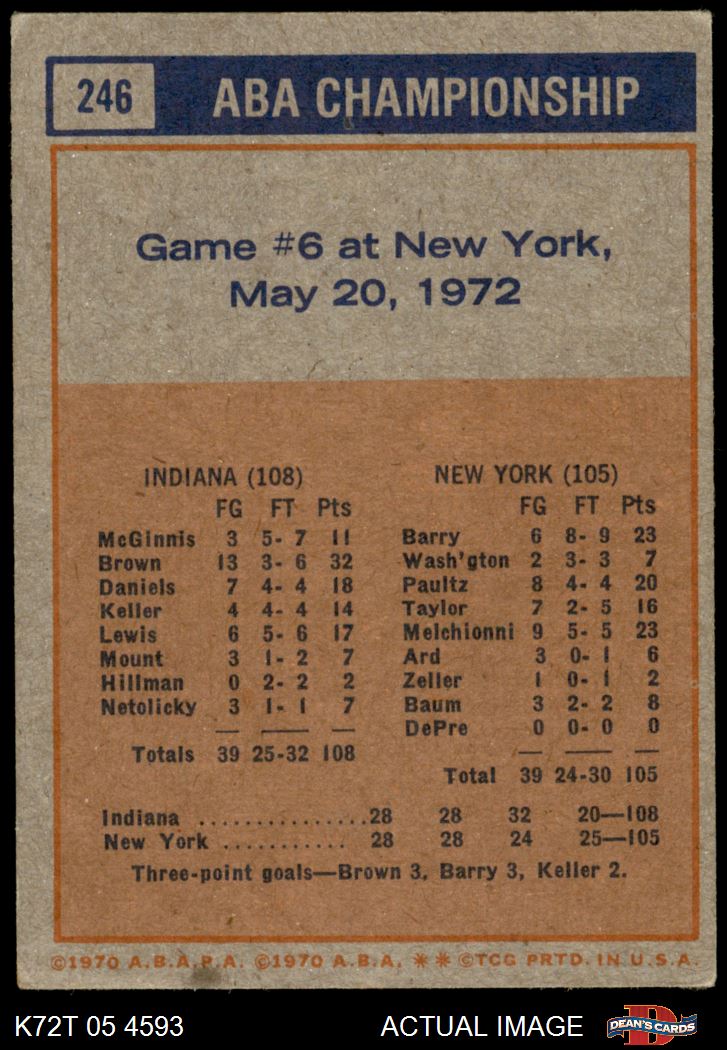 246 ABA CHAMPIONSHIP
Game #6 at New York,
May 20, 1972
INDIANA (108)
FG FT Pts
McGinnis 3 5- 7 11
Brown 13 3- 6 32
Daniels 7 4- 4 18
Keller 4 4- 4 14
Lewis 6 5- 6 17
Mount 3 1- 2 7
Hillman 0 2- 2 2
Netolicky 3 1- 1 7
Totals 39 25-32 108
NEW YORK (105)
FG FT Pts
Barry 6 8- 9 23
Wash'gton 2 3- 3 7
Paultz 8 4- 4 20
Taylor 7 2- 5 16
Melchionni 9 5- 5 23
Ard 3 0- 1 6
Zeller 1 0- 1 2
Baum 3 2- 2 8
DePre 0 0- 0 0
Total 39 24-30 105
Indiana ...............28 28 32 20—108
New York ........... 28 28 24 25—105
Three-point goals—Brown 3, Barry 3, Keller 2.
©1970 A.B.A.P.A. ©1970 A.B.A. ** ©TCG PRTD. IN U.S.A.
K72T 05 4593 ACTUAL IMAGE
D
DEAN'S CARDS